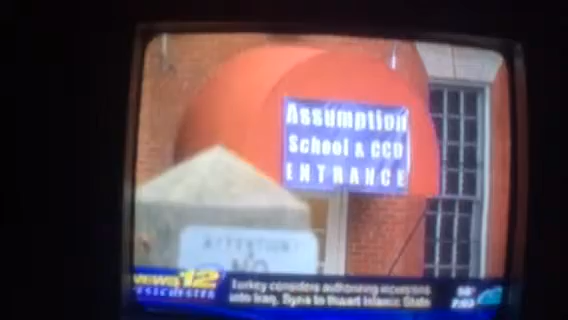 Assumption
School & CCD
ENTRANCE
ATTENTION!
NO
NEWS 12
WESTCHESTER
Turkey considers authorizing incursions
into Iraq, Syria to thwart Islamic State